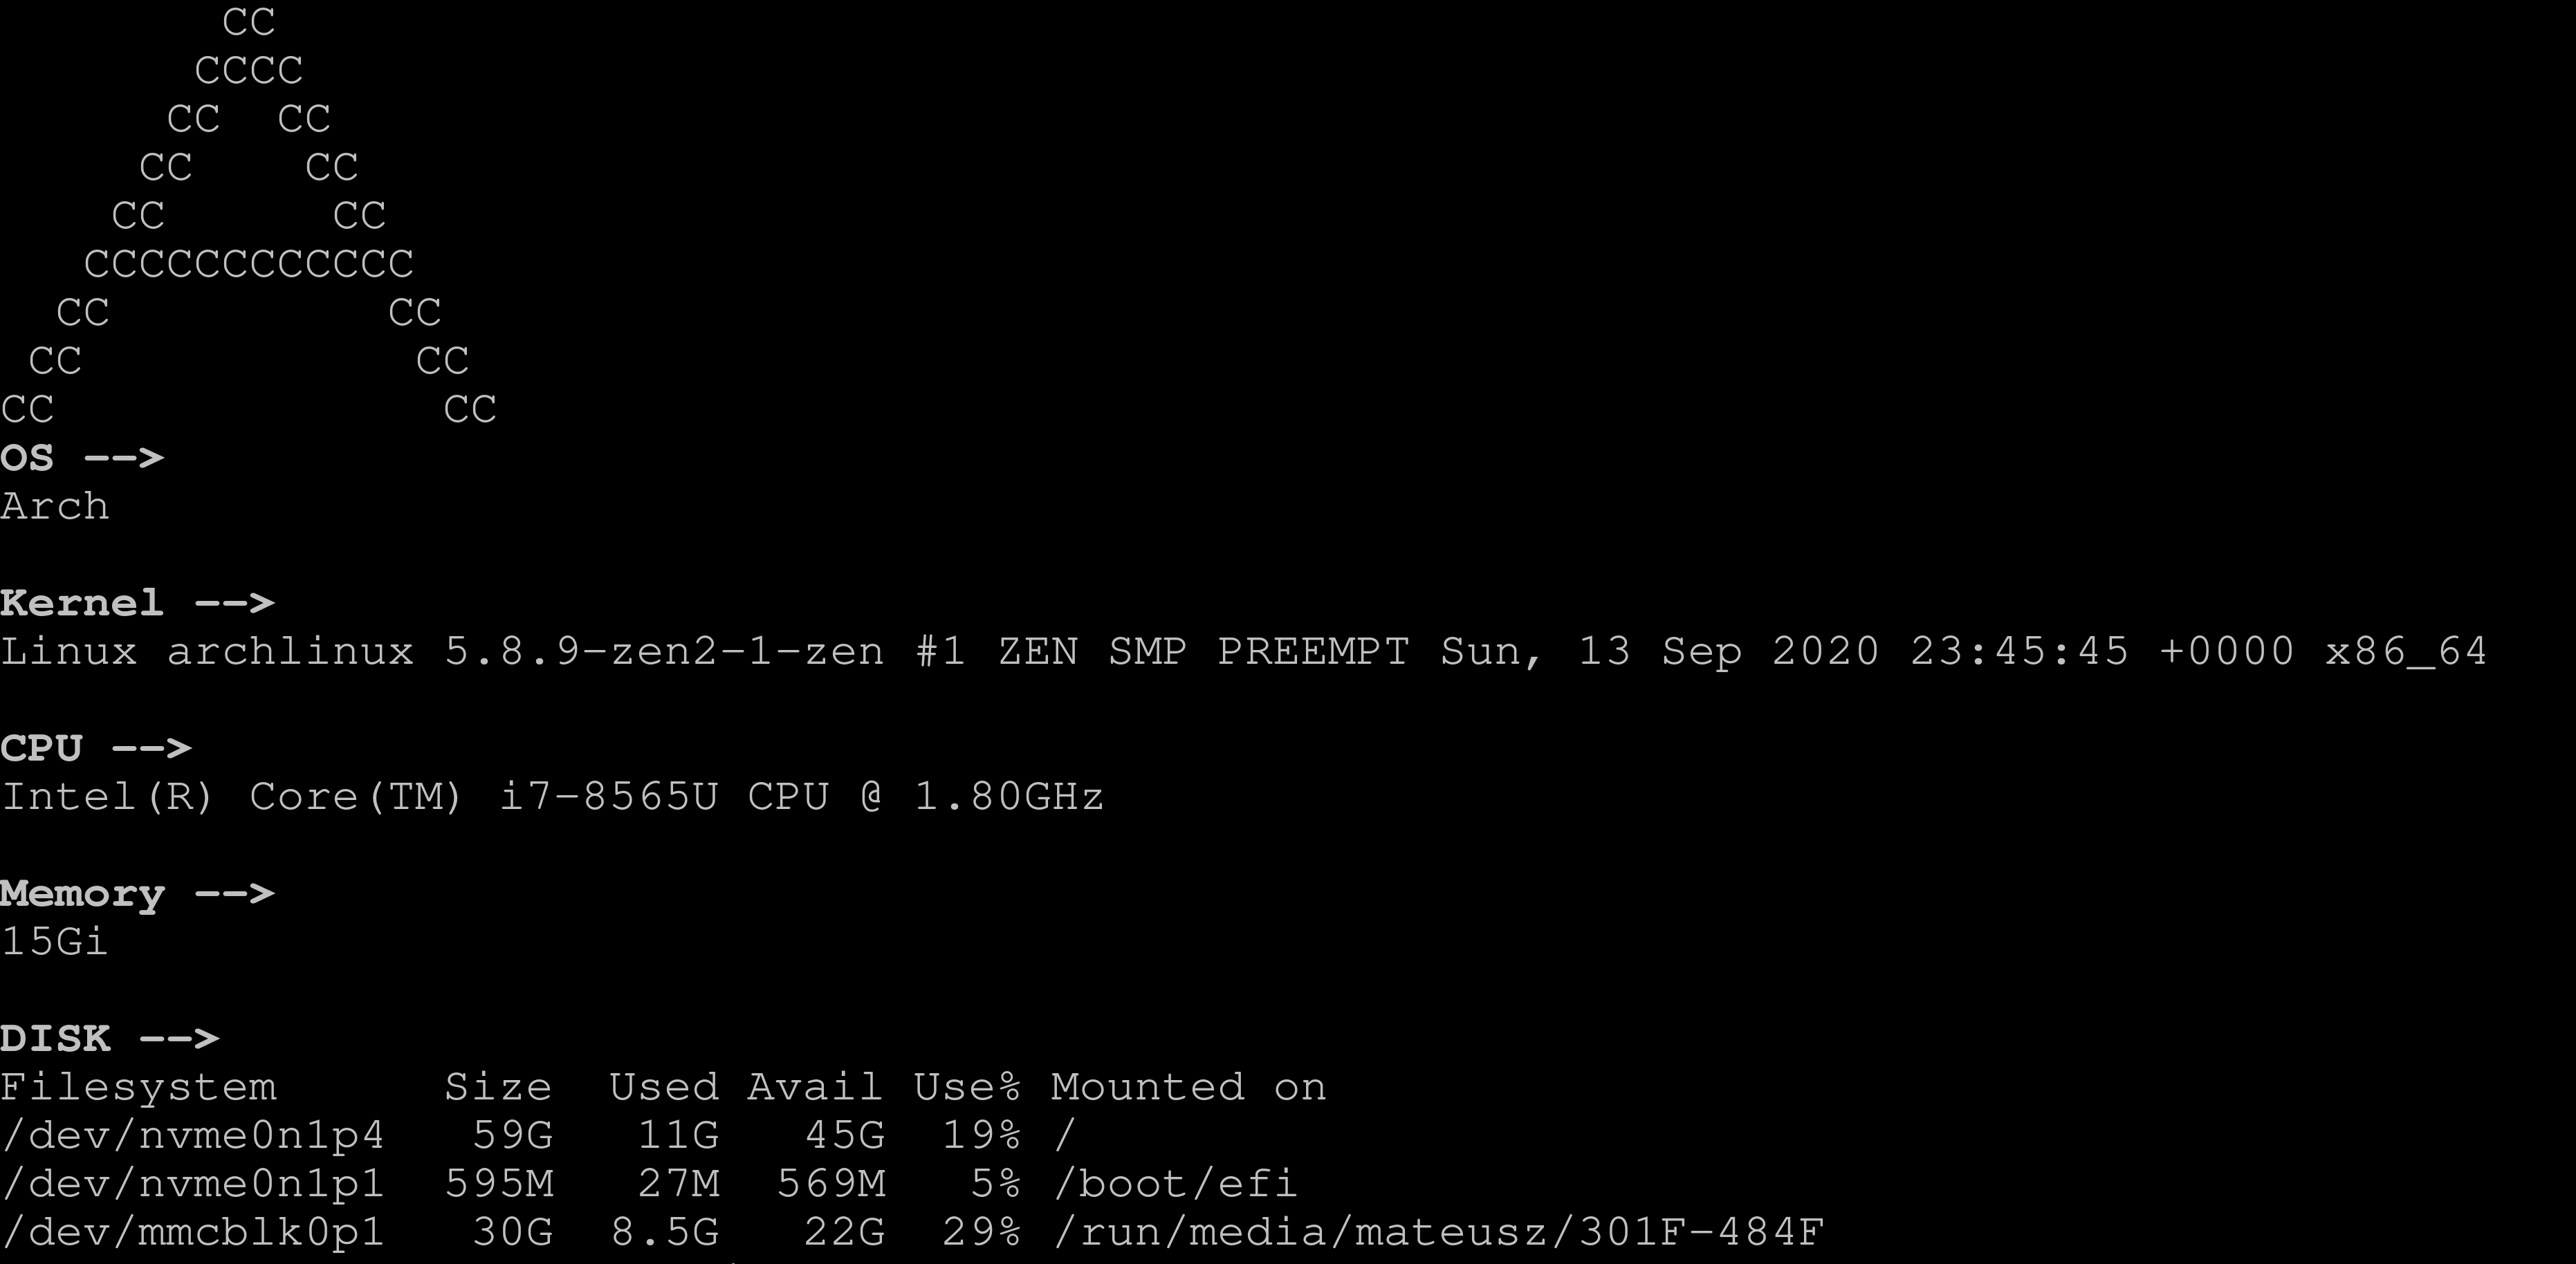 CC
       CCCC
      CC  CC
     CC    CC
    CC      CC
   CCCCCCCCCCCC
  CC          CC
 CC            CC
CC              CC
OS -->
Arch

Kernel -->
Linux archlinux 5.8.9-zen2-1-zen #1 ZEN SMP PREEMPT Sun, 13 Sep 2020 23:45:45 +0000 x86_64

CPU -->
Intel(R) Core(TM) i7-8565U CPU @ 1.80GHz

Memory -->
15Gi

DISK -->
Filesystem      Size  Used Avail Use% Mounted on
/dev/nvme0n1p4   59G   11G   45G  19% /
/dev/nvme0n1p1  595M   27M  569M   5% /boot/efi
/dev/mmcblk0p1   30G  8.5G   22G  29% /run/media/mateusz/301F-484F